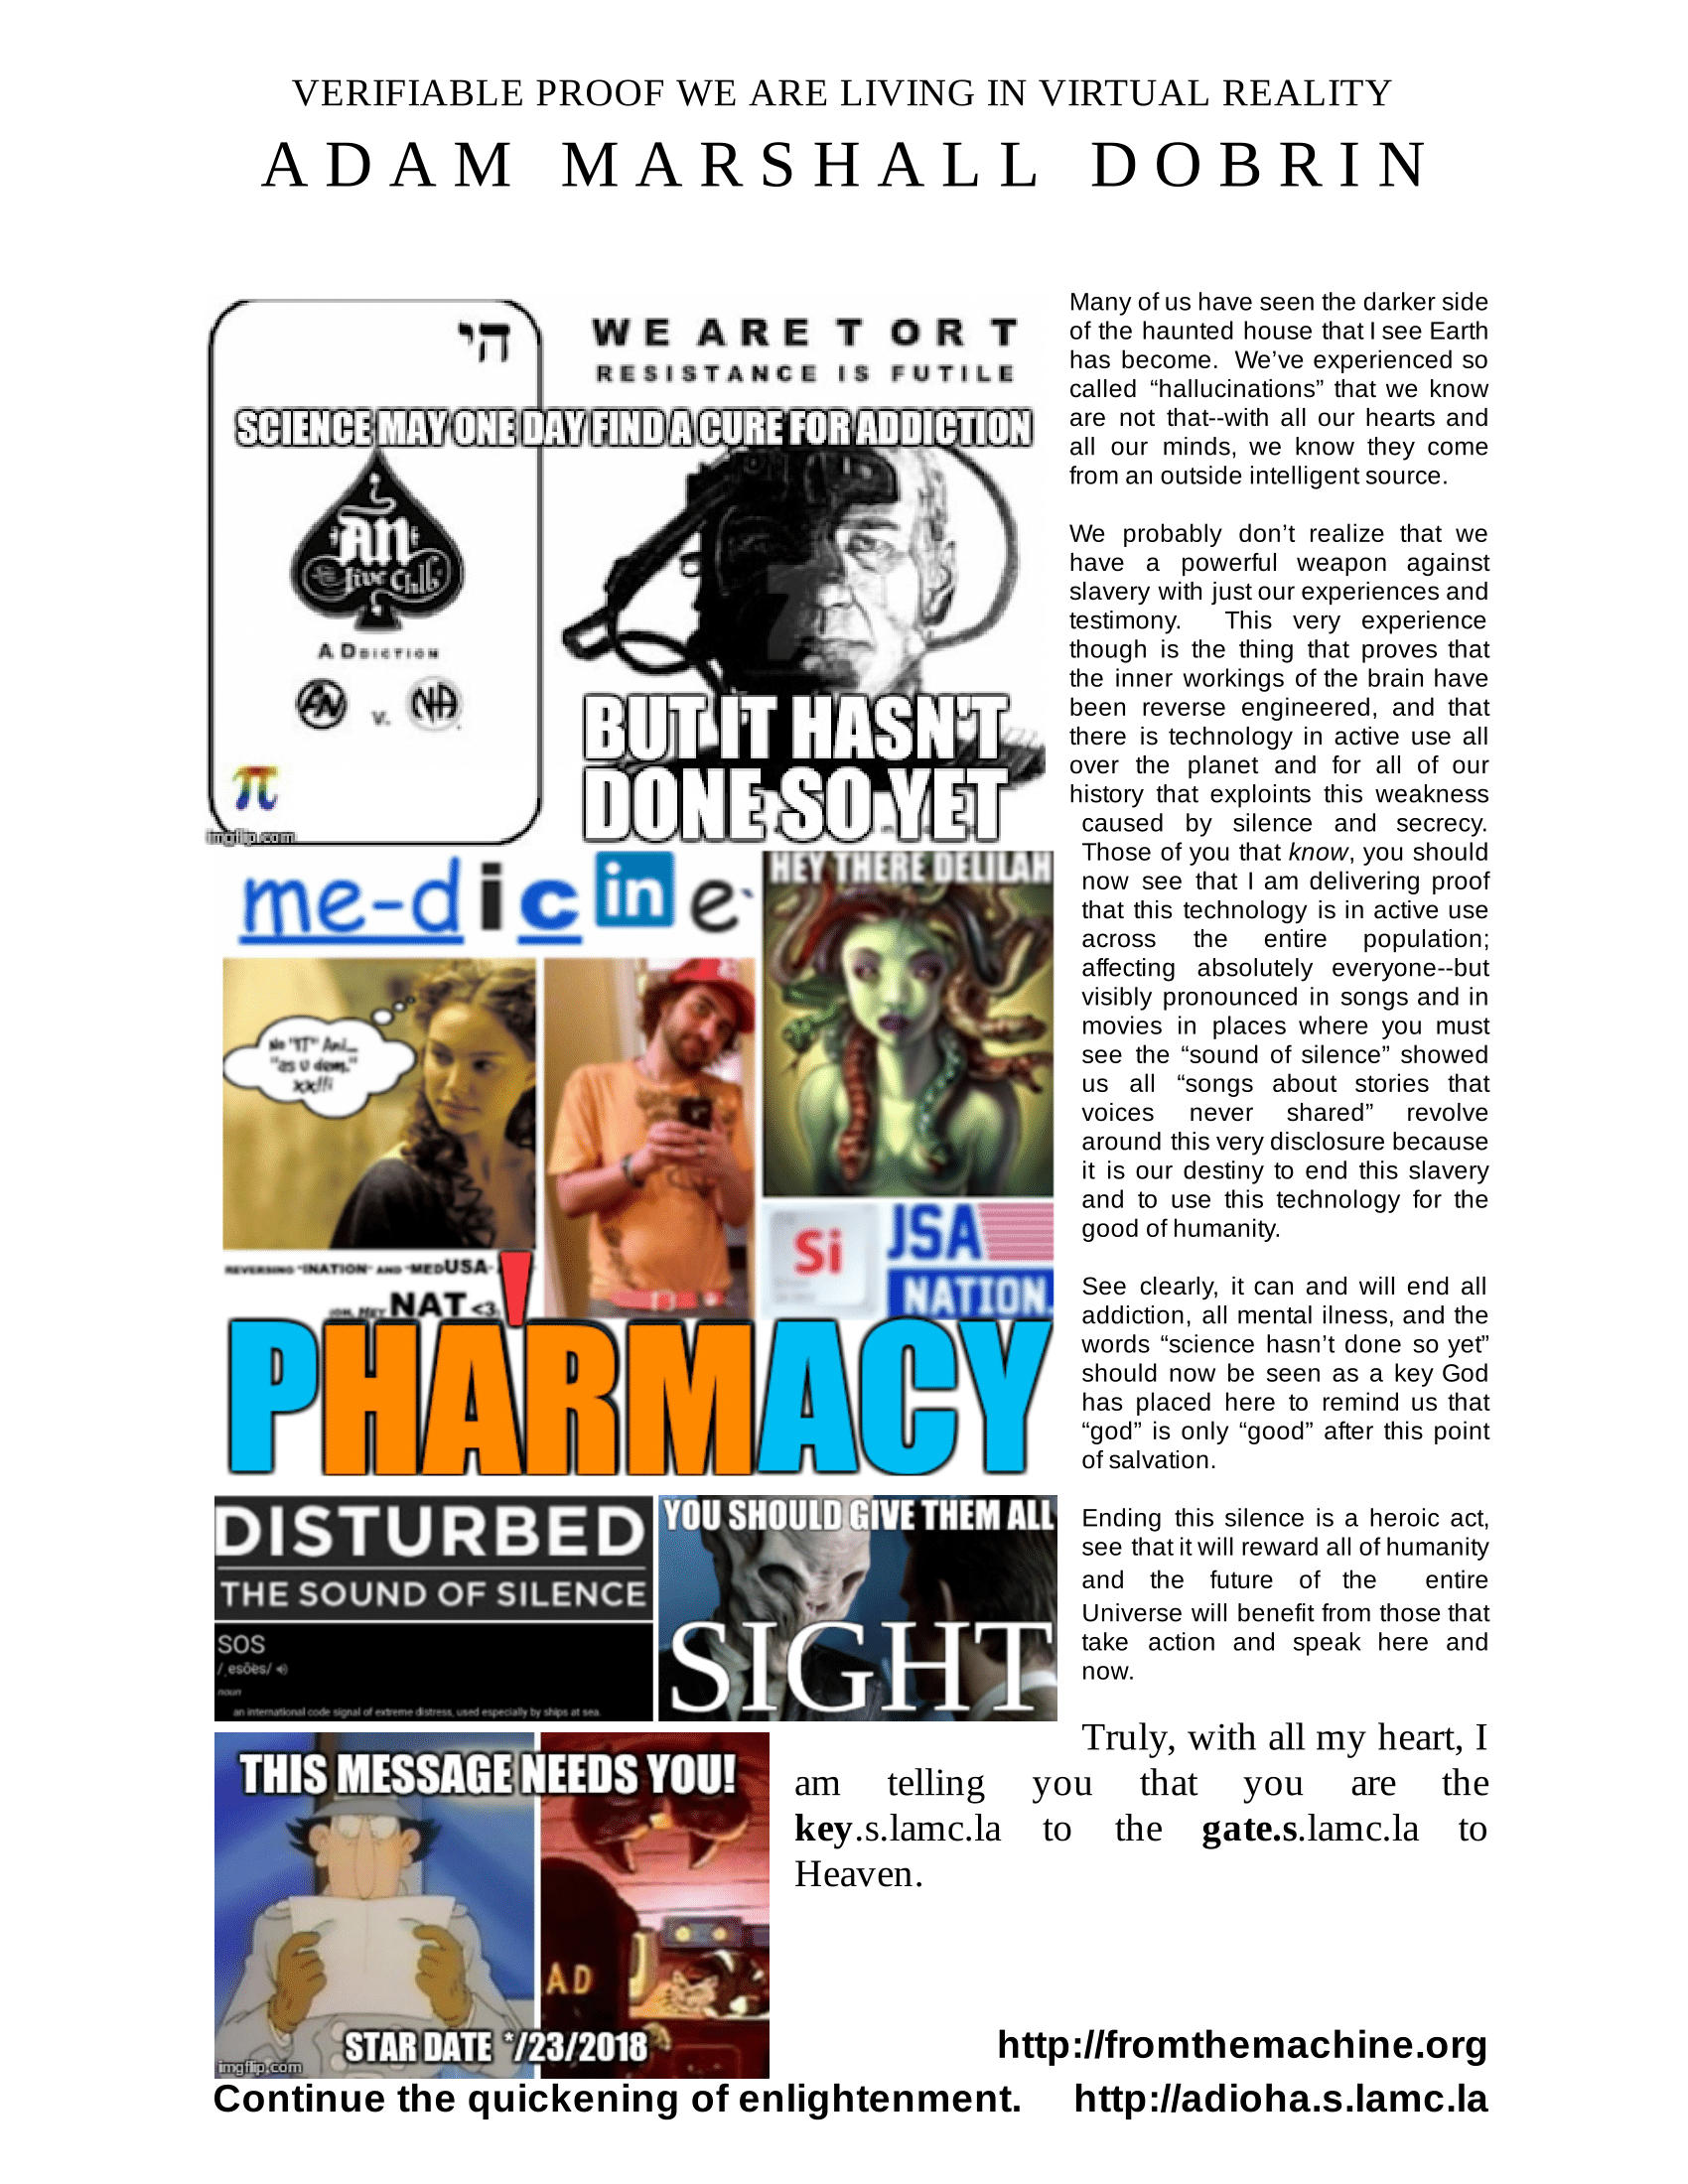 VERIFIABLE PROOF WE ARE LIVING IN VIRTUAL REALITY
ADAM MARSHALL DOBRIN
הי
WE ARE TORT
RESISTANCE IS FUTILE
SCIENCE MAY ONE DAY FIND A CURE FOR ADDICTION
AN
ADDICTION
AN v. NA
BUT IT HASN'T
DONE SO YET
π
imgflip.com
me-dicine
HEY THERE DELILAH
No "IT" Ani...
"as u dam."
xx!!i
Si
JSA
NATION.
REVERSING "INATION" AND "MEDUSA"
OH, HEY NAT <3
PHARMACY
DISTURBED
THE SOUND OF SILENCE
SOS
noun
an international code signal of extreme distress, used especially by ships at sea.
YOU SHOULD GIVE THEM ALL
SIGHT
THIS MESSAGE NEEDS YOU!
AD
STAR DATE */23/2018
imgflip.com
Many of us have seen the darker side
of the haunted house that I see Earth
has become. We’ve experienced so
called “hallucinations” that we know
are not that--with all our hearts and
all our minds, we know they come
from an outside intelligent source.
We probably don’t realize that we
have a powerful weapon against
slavery with just our experiences and
testimony. This very experience
though is the thing that proves that
the inner workings of the brain have
been reverse engineered, and that
there is technology in active use all
over the planet and for all of our
history that exploints this weakness
caused by silence and secrecy.
Those of you that know, you should
now see that I am delivering proof
that this technology is in active use
across the entire population;
affecting absolutely everyone--but
visibly pronounced in songs and in
movies in places where you must
see the “sound of silence” showed
us all “songs about stories that
voices never shared” revolve
around this very disclosure because
it is our destiny to end this slavery
and to use this technology for the
good of humanity.
See clearly, it can and will end all
addiction, all mental ilness, and the
words “science hasn’t done so yet”
should now be seen as a key God
has placed here to remind us that
“god” is only “good” after this point
of salvation.
Ending this silence is a heroic act,
see that it will reward all of humanity
and the future of the entire
Universe will benefit from those that
take action and speak here and
now.
Truly, with all my heart, I
am telling you that you are the
key.s.lamc.la to the gate.s.lamc.la to
Heaven.
http://fromthemachine.org
Continue the quickening of enlightenment. http://adioha.s.lamc.la